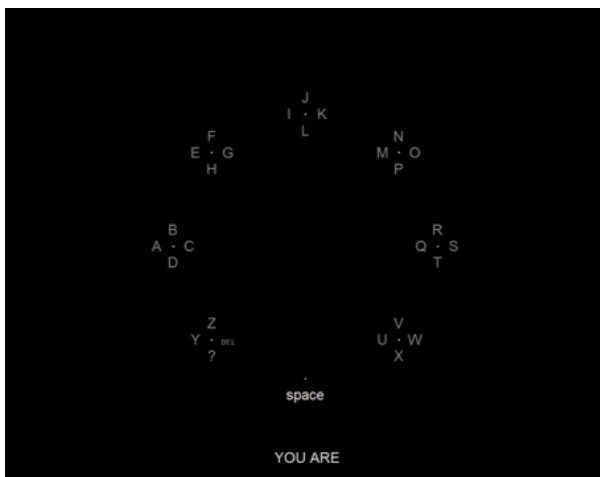 J
I · K
L
F
E · G
H
N
M · O
P
B
A · C
D
R
Q · S
T
Z
Y · DEL
?
V
U · W
X
space
YOU ARE